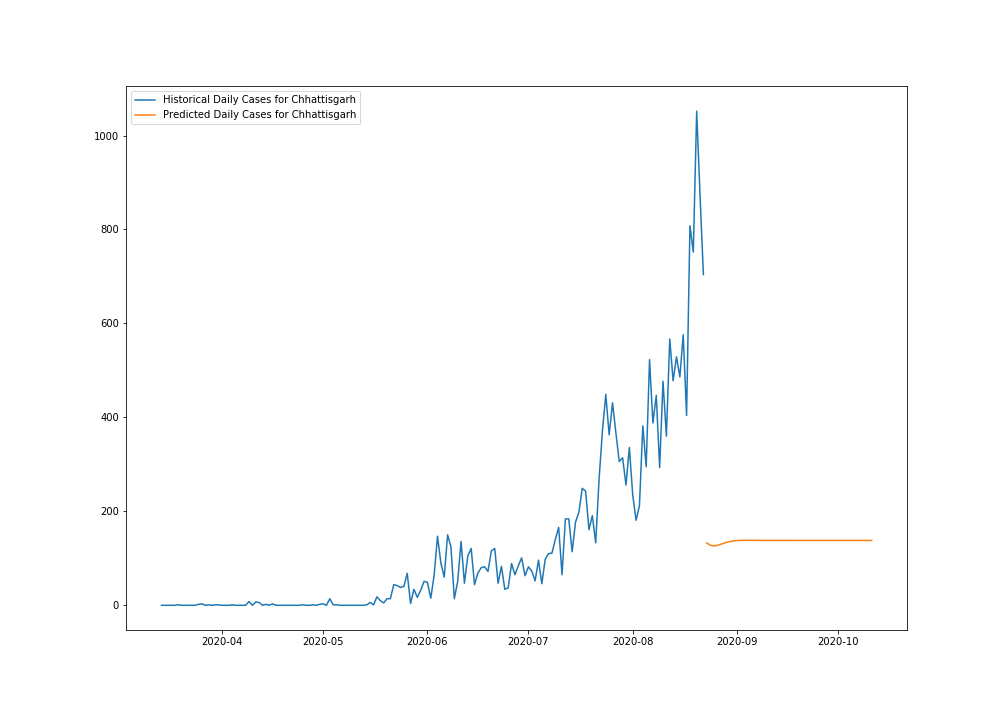 Historical Daily Cases for Chhattisgarh
Predicted Daily Cases for Chhattisgarh
1000
800
600
400
200
0
2020-04 2020-05 2020-06 2020-07 2020-08 2020-09 2020-10